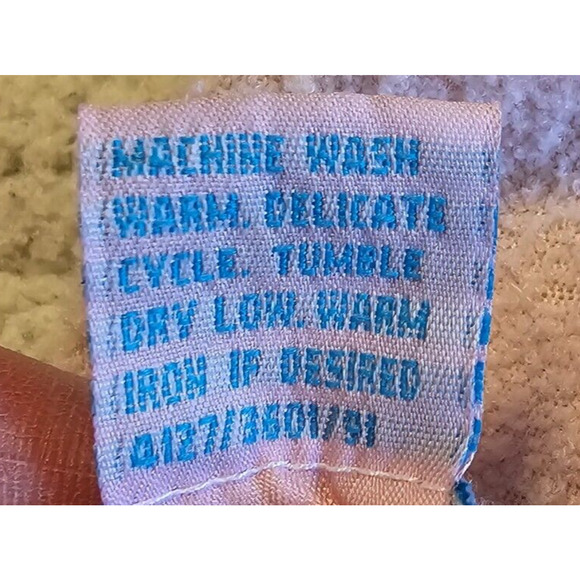 MACHINE WASH
WARM. DELICATE
CYCLE. TUMBLE
DRY LOW. WARM
IRON IF DESIRED
4127/3601/91